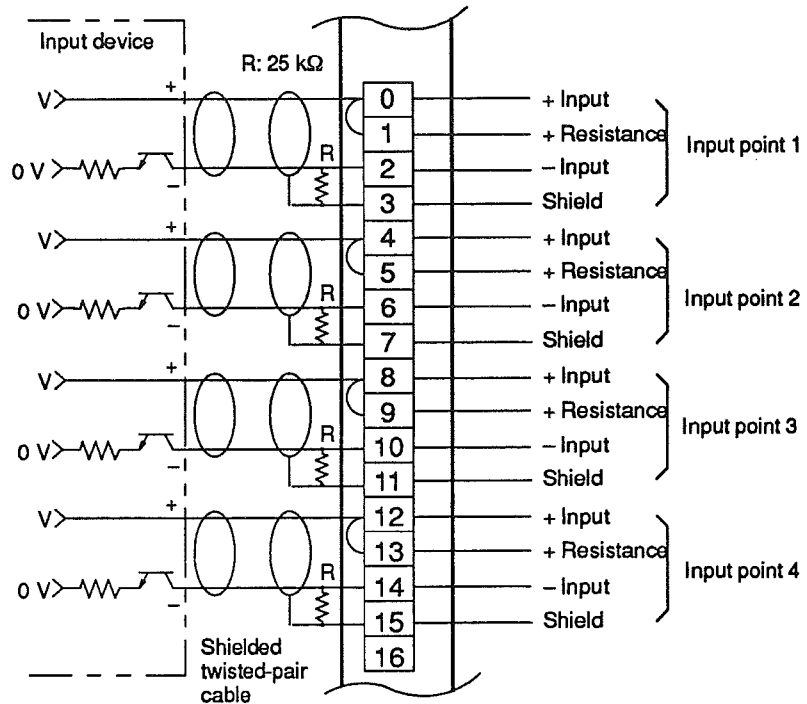 Input device
R: 25 kΩ
V + 0 + Input
1 + Resistance
0 V – R 2 – Input
3 Shield
Input point 1
V + 4 + Input
5 + Resistance
0 V – R 6 – Input
7 Shield
Input point 2
V + 8 + Input
9 + Resistance
0 V – R 10 – Input
11 Shield
Input point 3
V + 12 + Input
13 + Resistance
0 V – R 14 – Input
15 Shield
Input point 4
16
Shielded
twisted-pair
cable